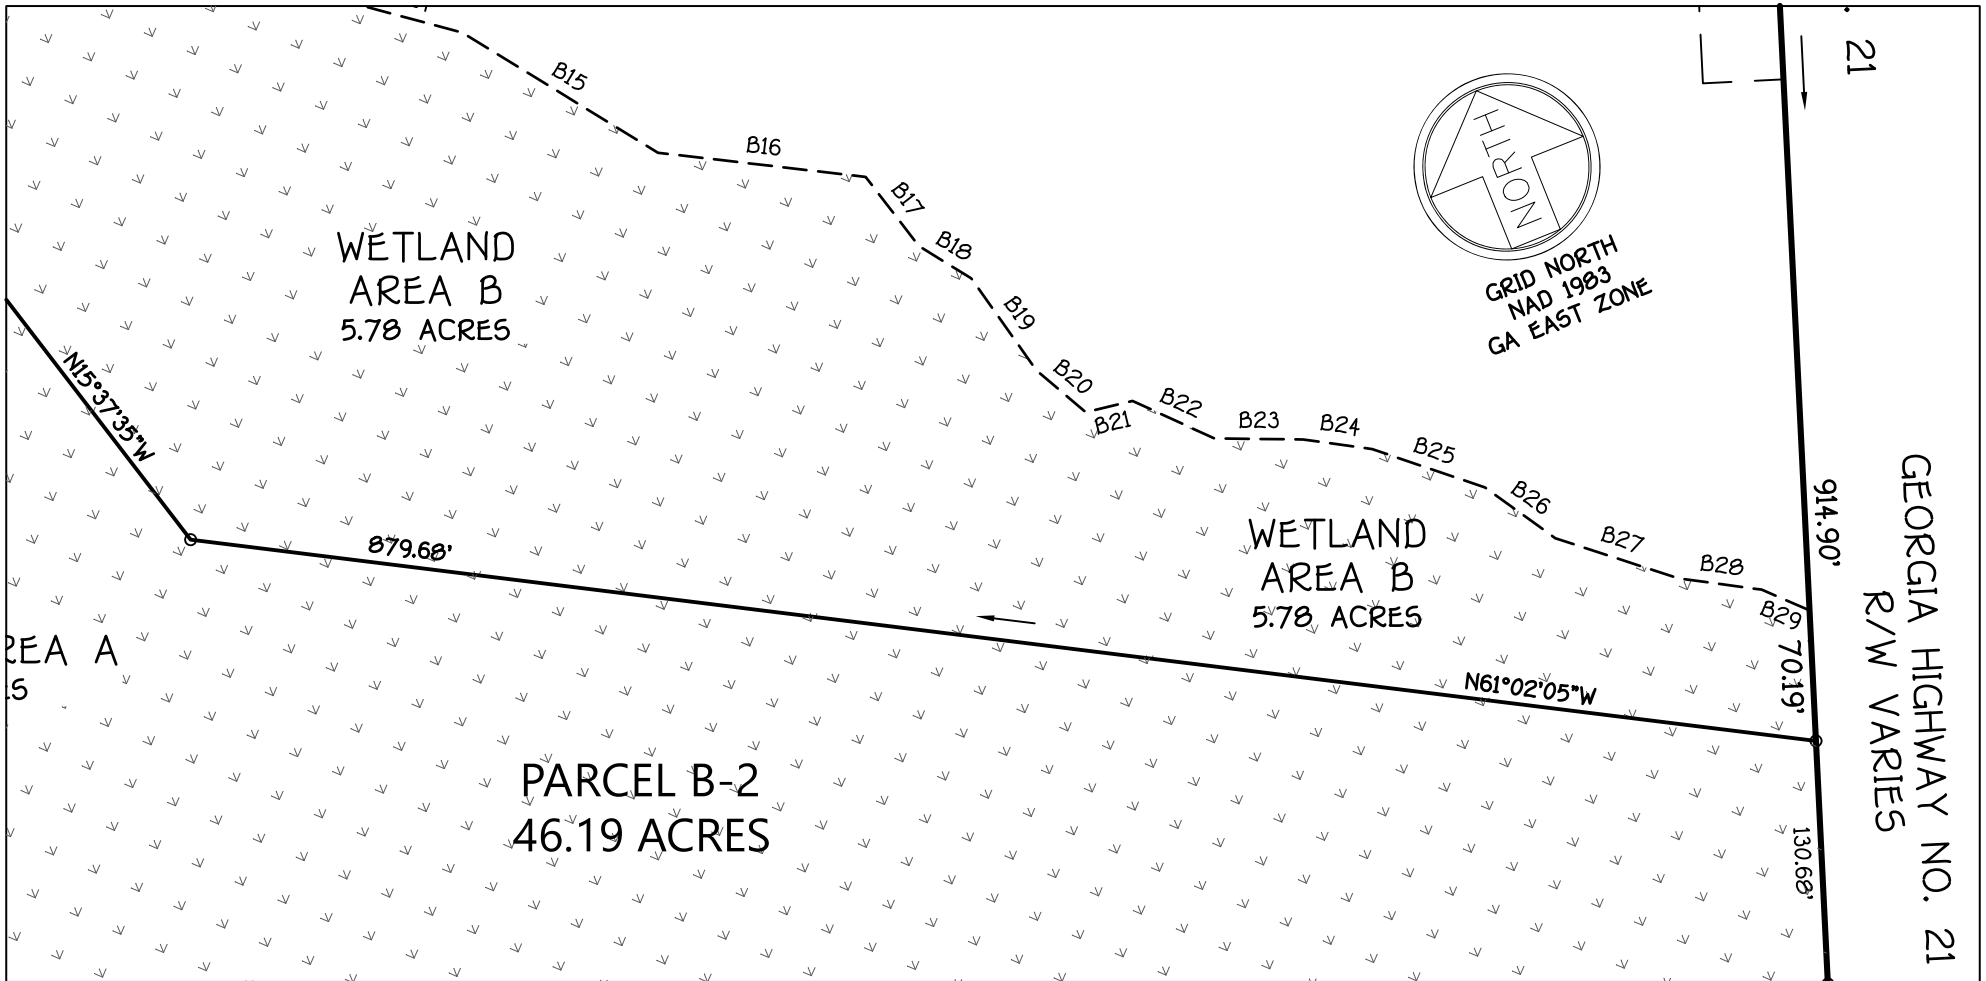 21
B15
B16
B17
B18
B19
B20
B21
B22
B23
B24
B25
B26
B27
B28
B29
NORTH
GRID NORTH
NAD 1983
GA EAST ZONE
WETLAND
AREA B
5.78 ACRES
N15°37'35"W
879.68'
WETLAND
AREA B
5.78 ACRES
N61°02'05"W
914.90'
70.19'
130.68'
GEORGIA HIGHWAY NO. 21
R/W VARIES
AREA A
PARCEL B-2
46.19 ACRES